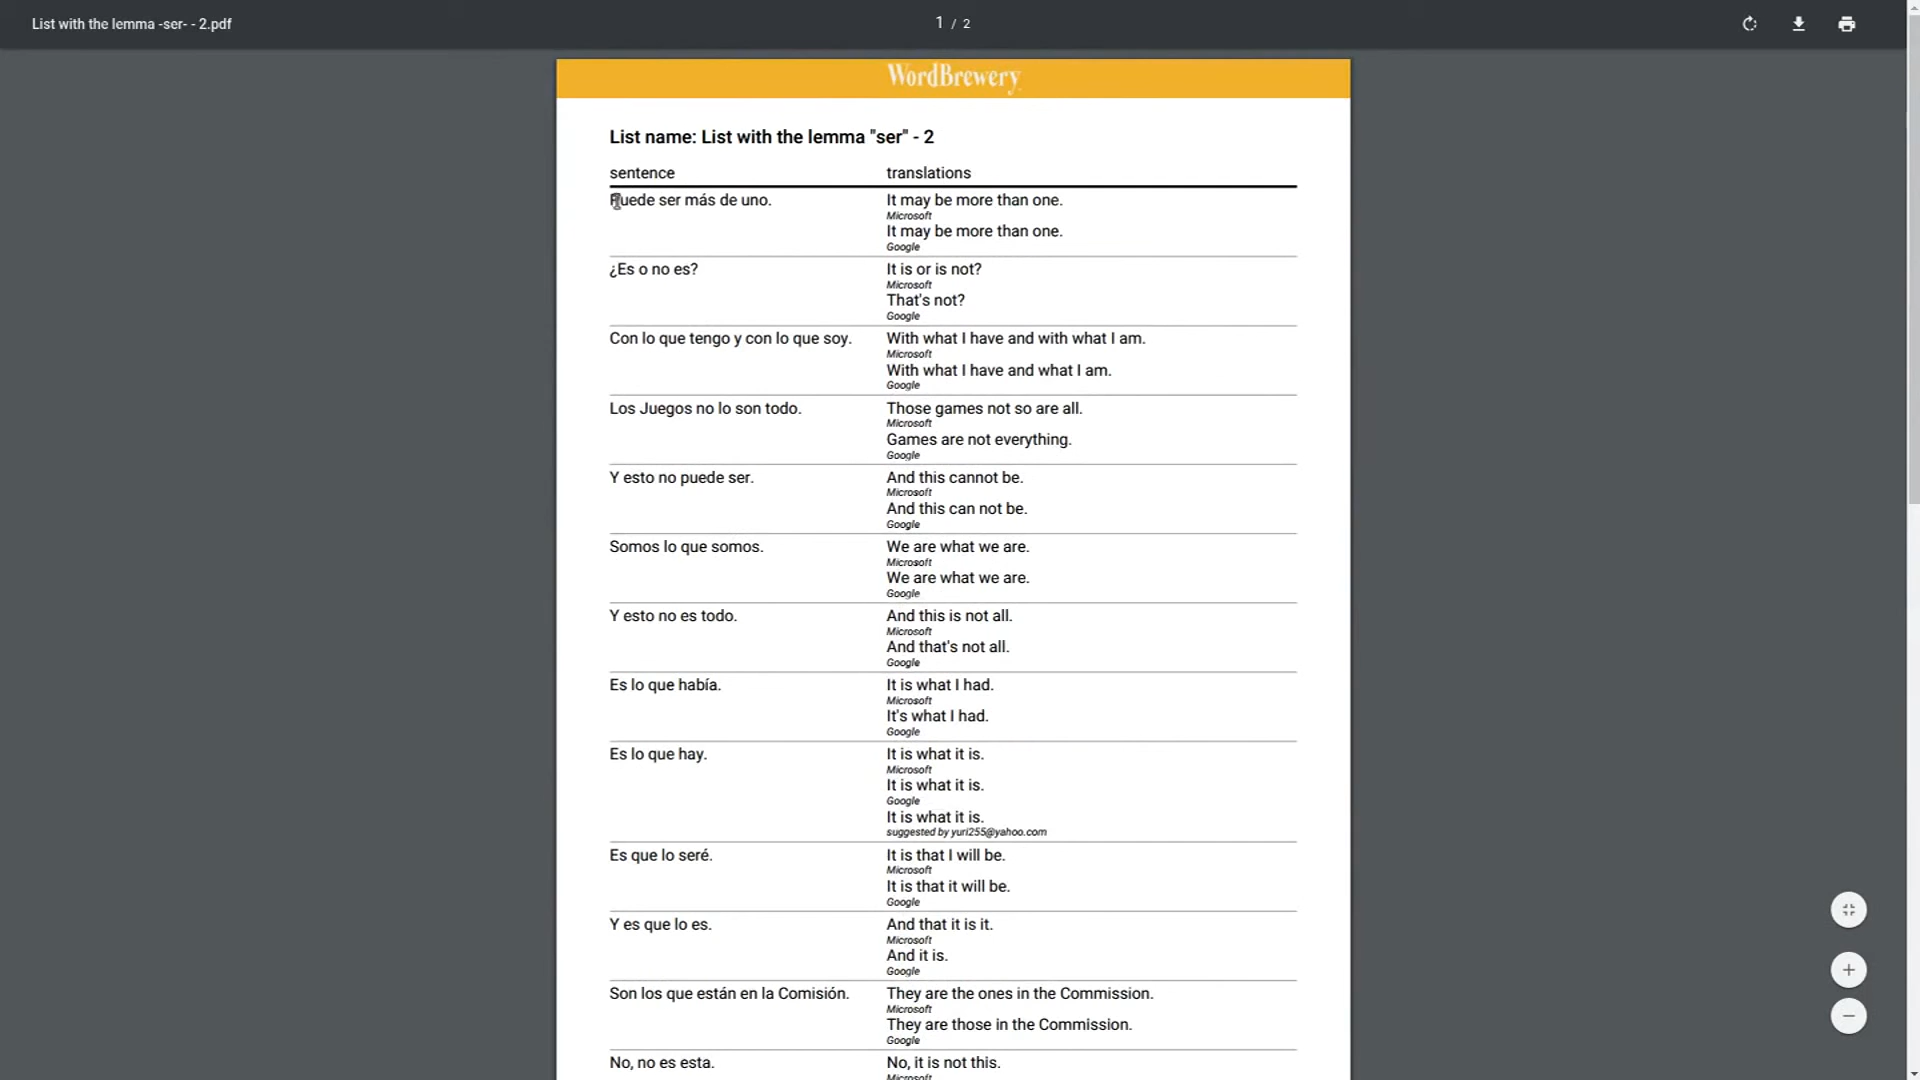 List with the lemma -ser- - 2.pdf
1 / 2
WordBrewery
List name: List with the lemma "ser" - 2
sentence translations
Puede ser más de uno. It may be more than one.
Microsoft
It may be more than one.
Google
¿Es o no es? It is or is not?
Microsoft
That's not?
Google
Con lo que tengo y con lo que soy. With what I have and with what I am.
Microsoft
With what I have and what I am.
Google
Los Juegos no lo son todo. Those games not so are all.
Microsoft
Games are not everything.
Google
Y esto no puede ser. And this cannot be.
Microsoft
And this can not be.
Google
Somos lo que somos. We are what we are.
Microsoft
We are what we are.
Google
Y esto no es todo. And this is not all.
Microsoft
And that's not all.
Google
Es lo que había. It is what I had.
Microsoft
It's what I had.
Google
Es lo que hay. It is what it is.
Microsoft
It is what it is.
Google
It is what it is.
suggested by yuri255@yahoo.com
Es que lo seré. It is that I will be.
Microsoft
It is that it will be.
Google
Y es que lo es. And that it is it.
Microsoft
And it is.
Google
Son los que están en la Comisión. They are the ones in the Commission.
Microsoft
They are those in the Commission.
Google
No, no es esta. No, it is not this.
Microsoft